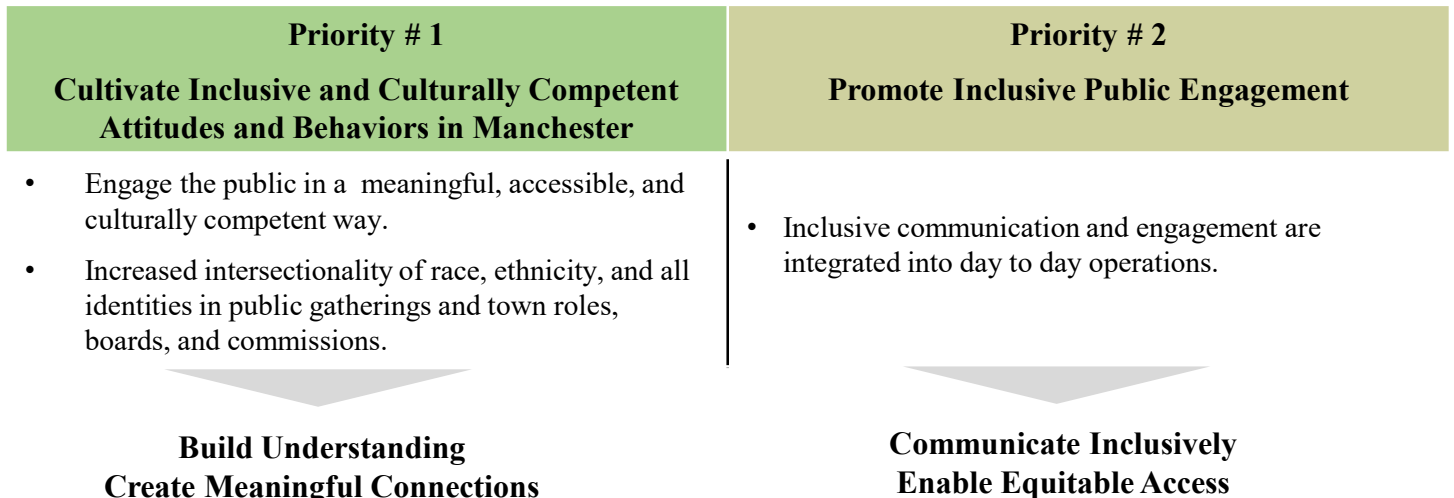 Priority # 1
Cultivate Inclusive and Culturally Competent
Attitudes and Behaviors in Manchester
• Engage the public in a meaningful, accessible, and
culturally competent way.
• Increased intersectionality of race, ethnicity, and all
identities in public gatherings and town roles,
boards, and commissions.
Build Understanding
Create Meaningful Connections
Priority # 2
Promote Inclusive Public Engagement
• Inclusive communication and engagement are
integrated into day to day operations.
Communicate Inclusively
Enable Equitable Access